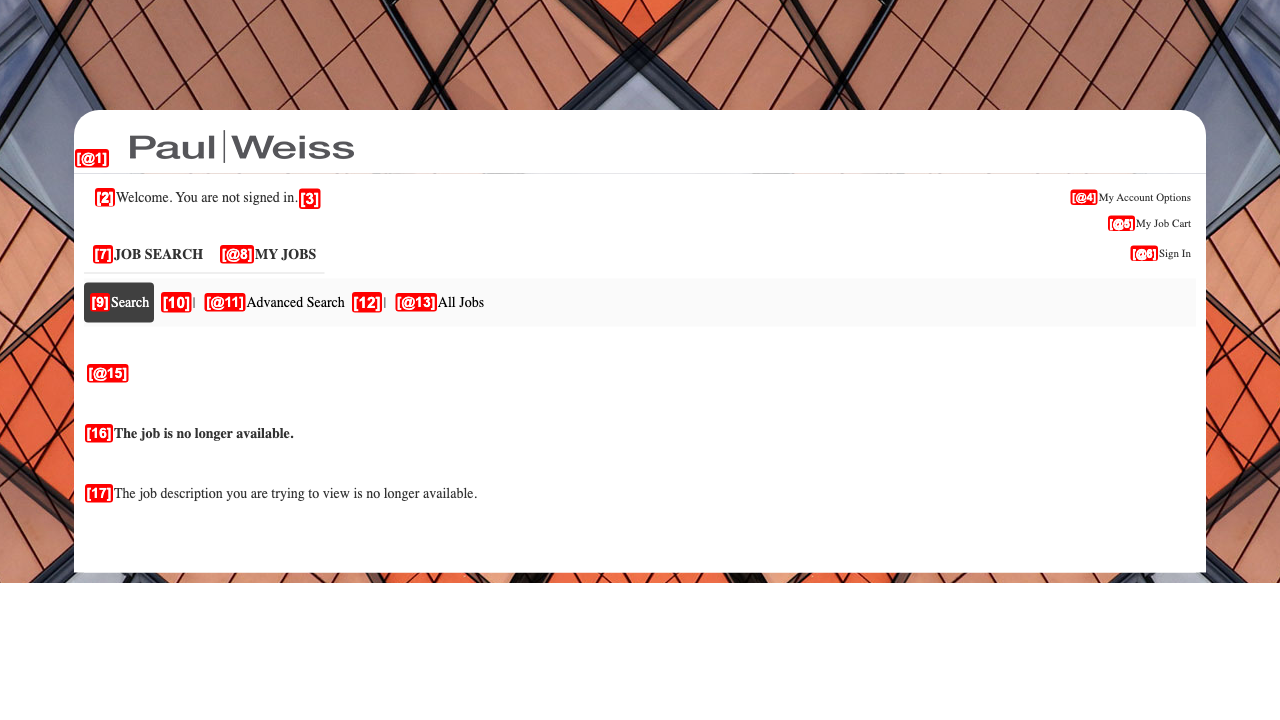 Paul Weiss
[@1]
[2] Welcome. You are not signed in. [3]
[@4] My Account Options
My Job Cart
[7] JOB SEARCH [@8] MY JOBS
Sign In
[9] Search [10] | [@11] Advanced Search [12] | [@13] All Jobs
[@15]
[16] The job is no longer available.
[17] The job description you are trying to view is no longer available.